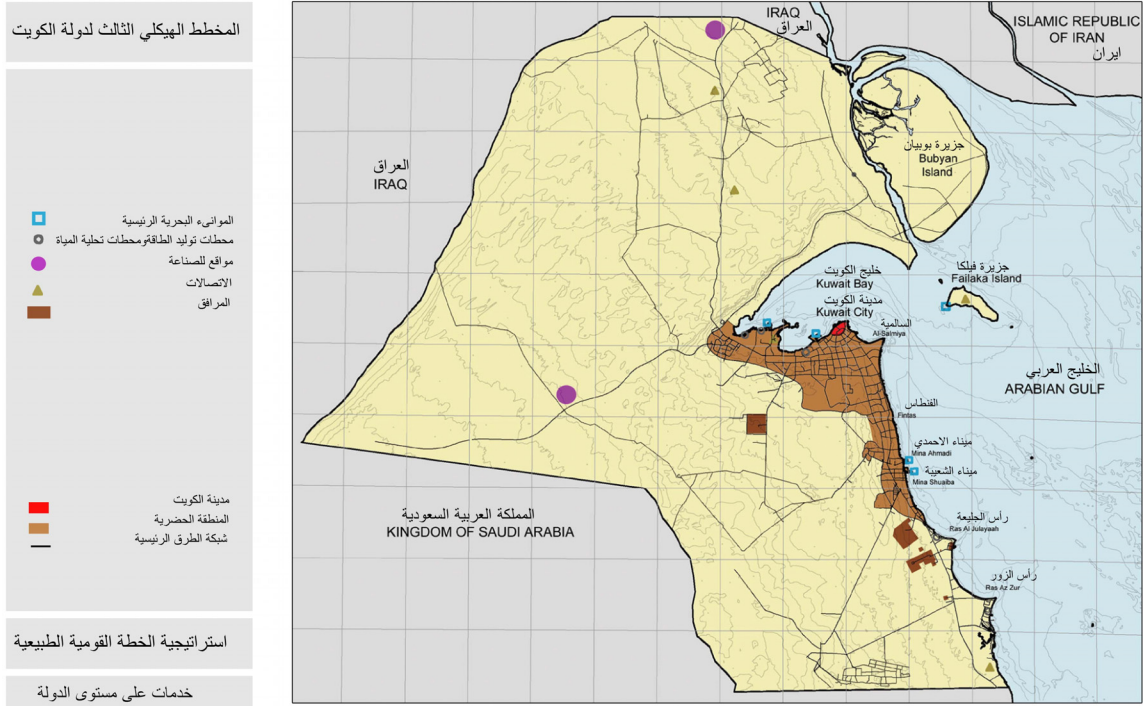 المخطط الهيكلي الثالث لدولة الكويت
الموانىء البحرية الرئيسية
محطات توليد الطاقةومحطات تحلية المياة
مواقع للصناعة
الاتصالات
المرافق
مدينة الكويت
المنطقة الحضرية
شبكة الطرق الرئيسية
استراتيجية الخطة القومية الطبيعية
خدمات على مستوى الدولة
IRAQ
العراق
ISLAMIC REPUBLIC
OF IRAN
ايران
العراق
IRAQ
جزيرة بوبيان
Bubyan
Island
خليج الكويت
Kuwait Bay
جزيرة فيلكا
Failaka Island
مدينة الكويت
Kuwait City
السالمية
Al-Salmiya
الخليج العربي
ARABIAN GULF
الفنطاس
Fintas
ميناء الاحمدي
Mina Ahmadi
ميناء الشعيبة
Mina Shuaiba
المملكة العربية السعودية
KINGDOM OF SAUDI ARABIA
رأس الجليعة
Ras Al Julayaah
رأس الزور
Ras Az Zur